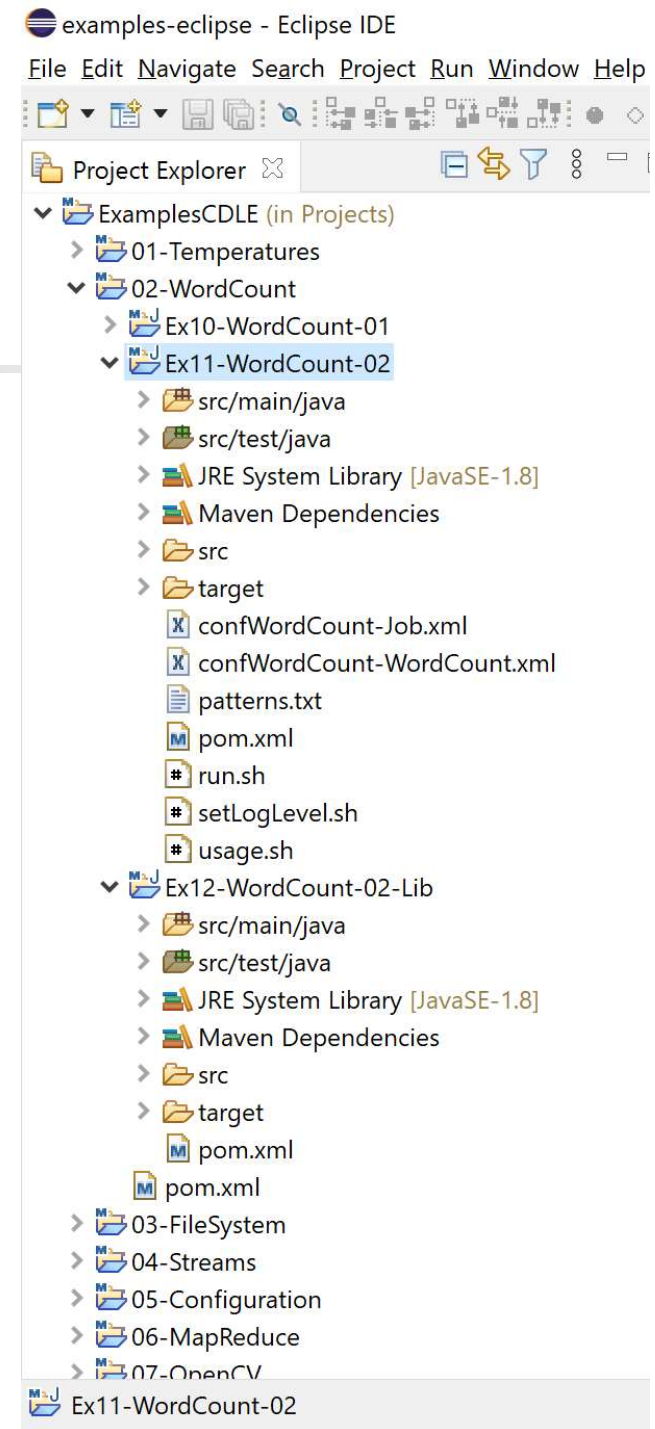 examples-eclipse - Eclipse IDE
File Edit Navigate Search Project Run Window Help
Project Explorer
ExamplesCDLE (in Projects)
01-Temperatures
02-WordCount
Ex10-WordCount-01
Ex11-WordCount-02
src/main/java
src/test/java
JRE System Library [JavaSE-1.8]
Maven Dependencies
src
target
confWordCount-Job.xml
confWordCount-WordCount.xml
patterns.txt
pom.xml
run.sh
setLogLevel.sh
usage.sh
Ex12-WordCount-02-Lib
src/main/java
src/test/java
JRE System Library [JavaSE-1.8]
Maven Dependencies
src
target
pom.xml
pom.xml
03-FileSystem
04-Streams
05-Configuration
06-MapReduce
07-OpenCV
Ex11-WordCount-02